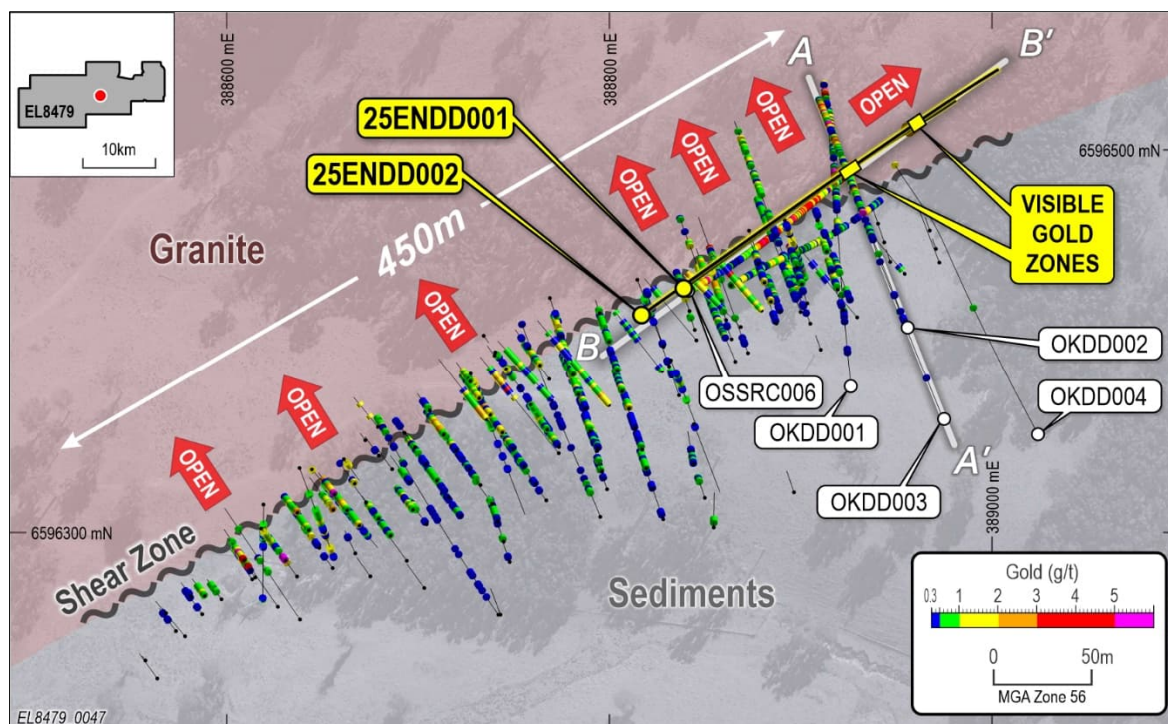 EL8479
10km
388600 mE
388800 mE
A
B'
OPEN
OPEN
OPEN
OPEN
OPEN
25ENDD001
25ENDD002
6596500 mN
VISIBLE
GOLD
ZONES
Granite
450m
OPEN
OPEN
OPEN
B
OSSRC006
OKDD001
OKDD002
OKDD004
OKDD003
A'
389000 mE
6596300 mN
Shear Zone
Sediments
Gold (g/t)
0.3 1 2 3 4 5
0 50m
MGA Zone 56
EL8479_0047